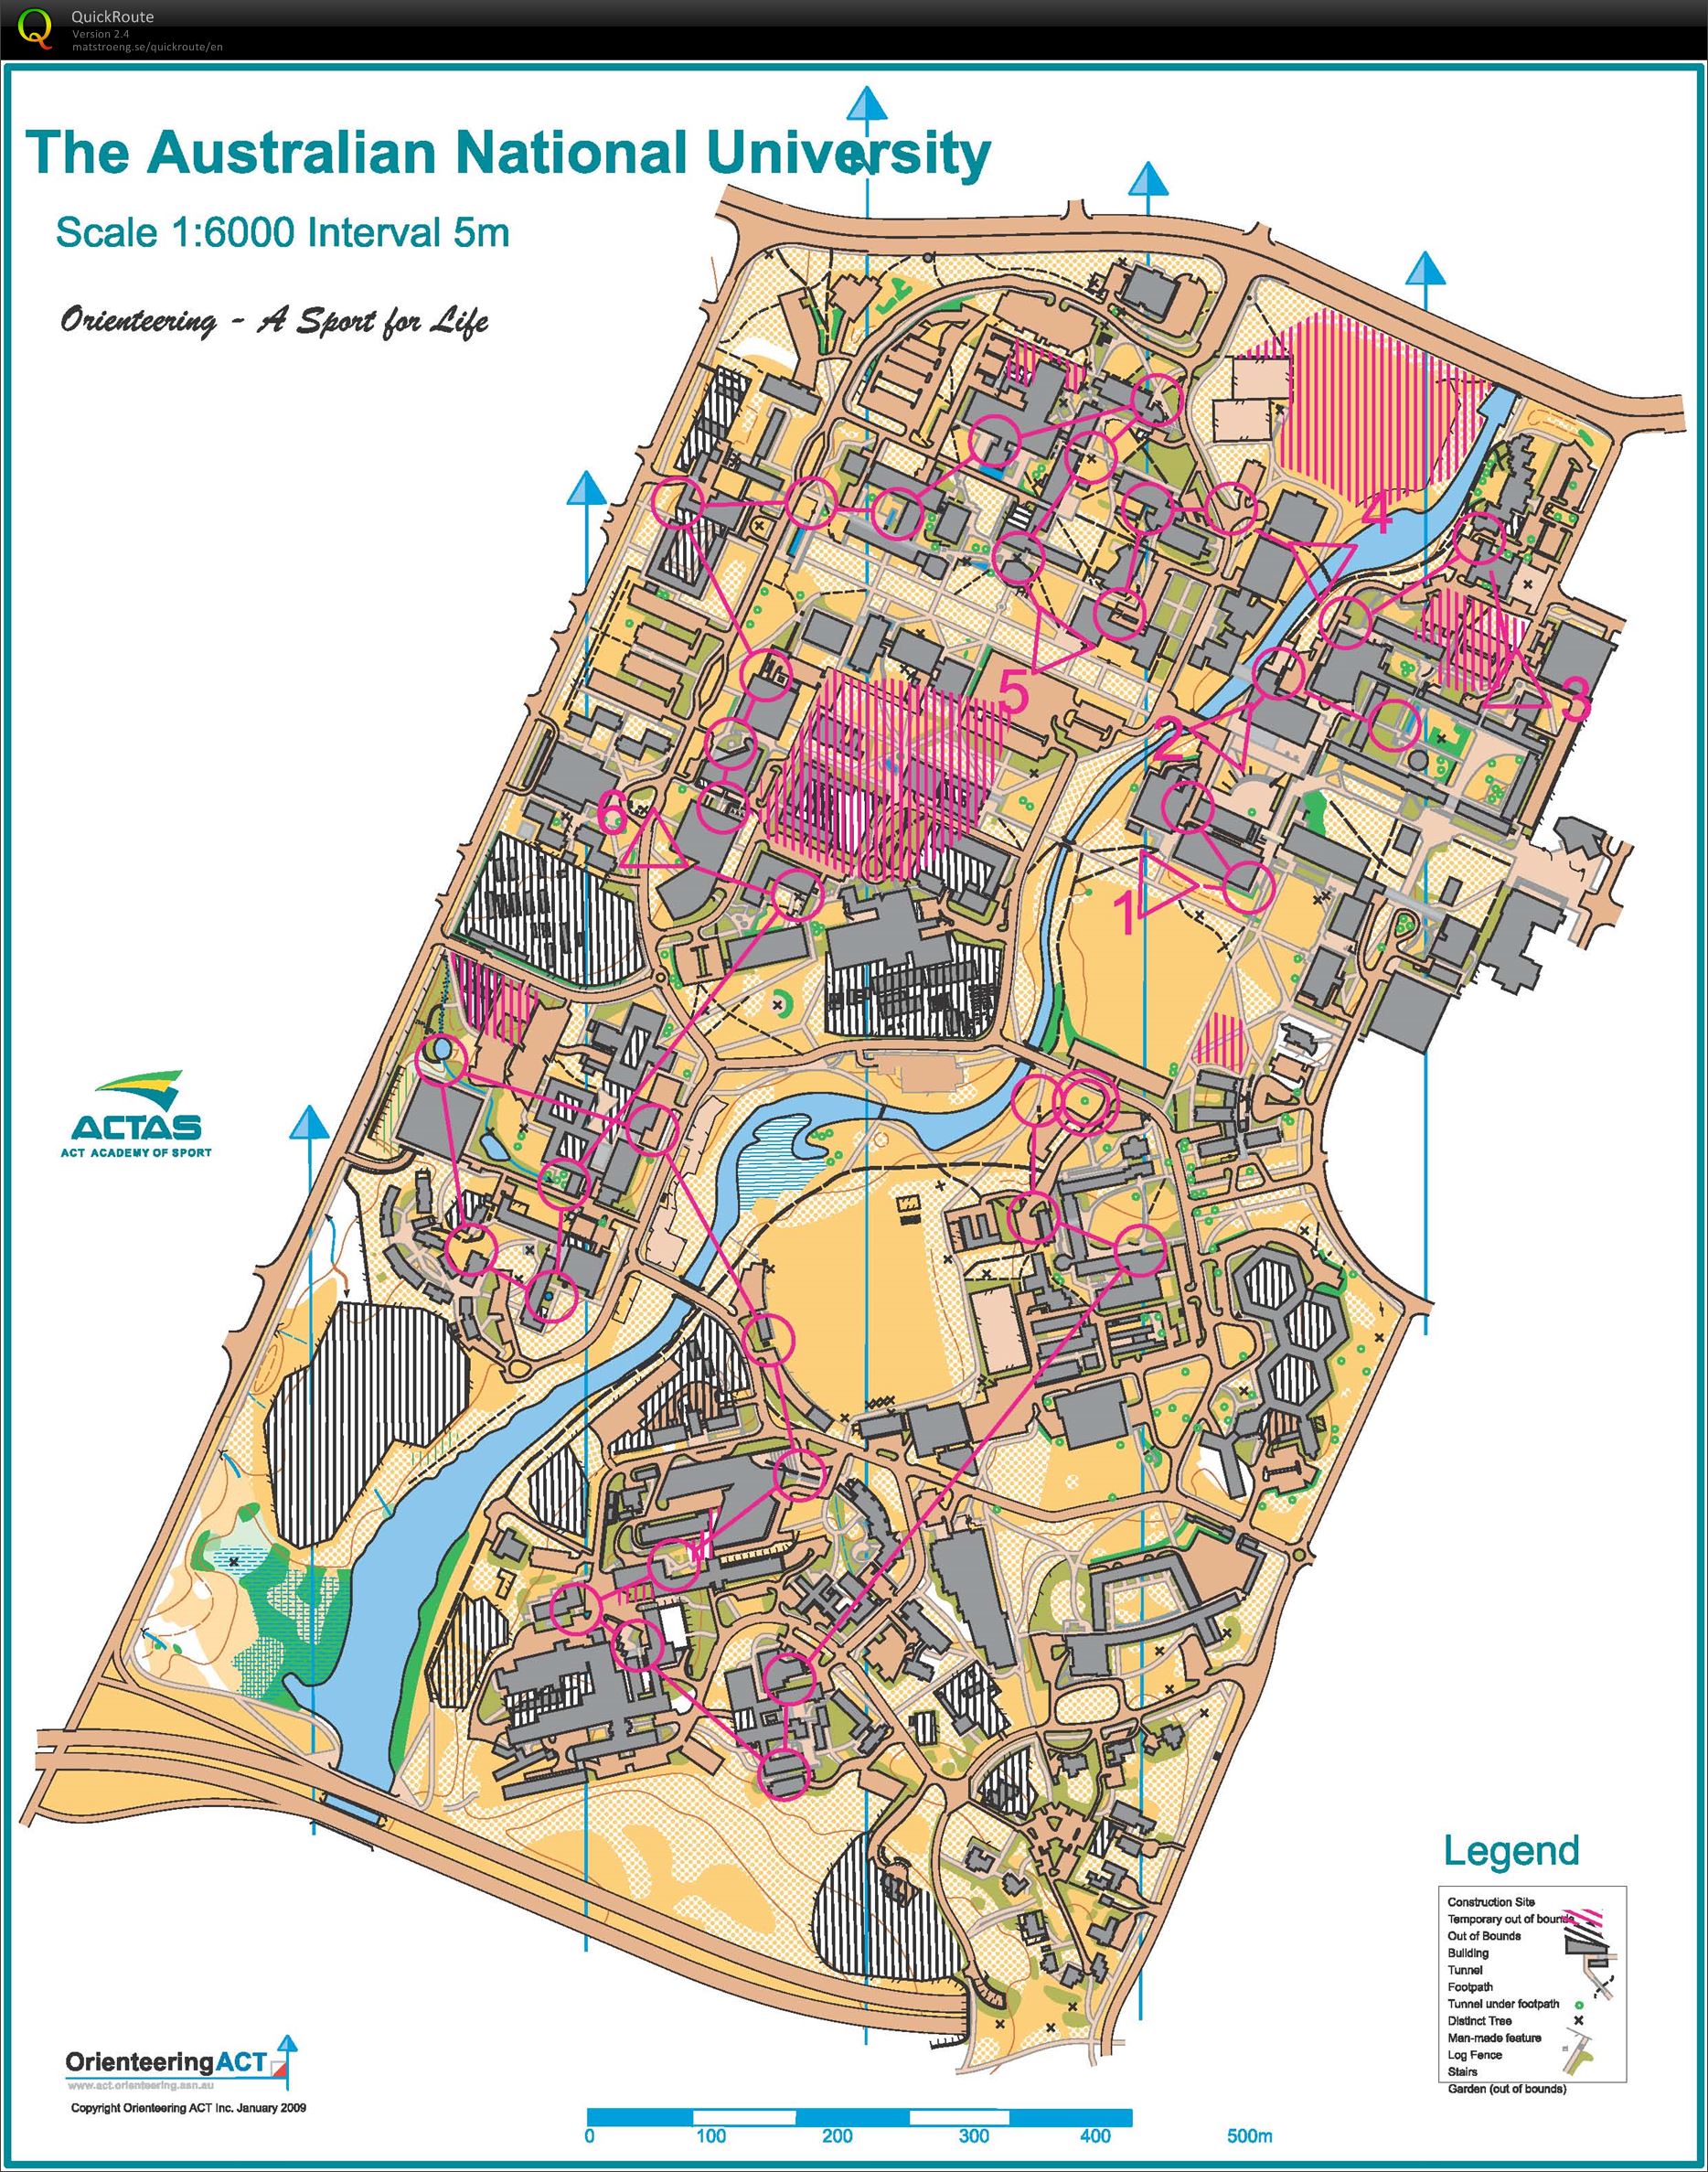 QuickRoute
Version 2.4
matstroeng.se/quickroute/en
The Australian National University
Scale 1:6000 Interval 5m
Orienteering - A Sport for Life
4
5
3
2
6
1
ACTAS
ACT ACADEMY OF SPORT
Legend
Construction Site
Temporary out of bounds
Out of Bounds
Building
Tunnel
Footpath
Tunnel under footpath
Distinct Tree
Man-made feature
Log Fence
Stairs
Garden (out of bounds)
OrienteeringACT
www.act.orienteering.asn.au
Copyright Orienteering ACT Inc. January 2009
0 100 200 300 400 500m